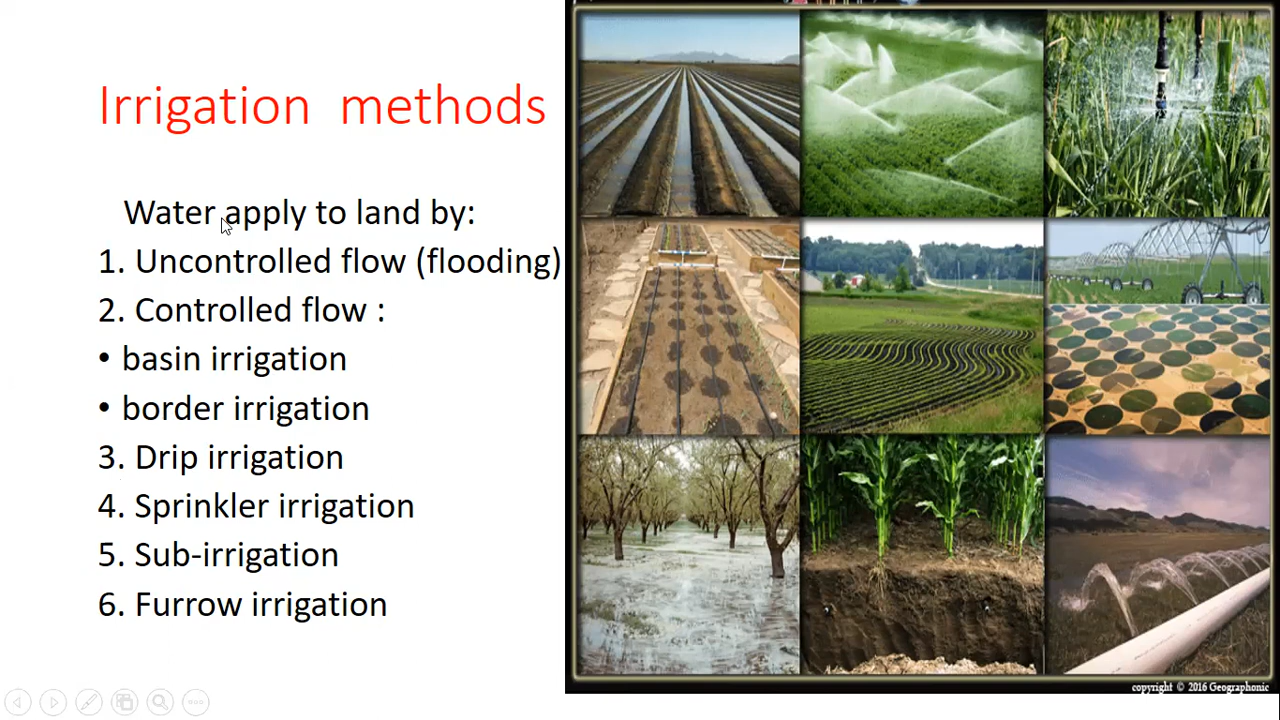 Irrigation methods
Water apply to land by:
1. Uncontrolled flow (flooding)
2. Controlled flow :
• basin irrigation
• border irrigation
3. Drip irrigation
4. Sprinkler irrigation
5. Sub-irrigation
6. Furrow irrigation
copyright © 2016 Geographonic